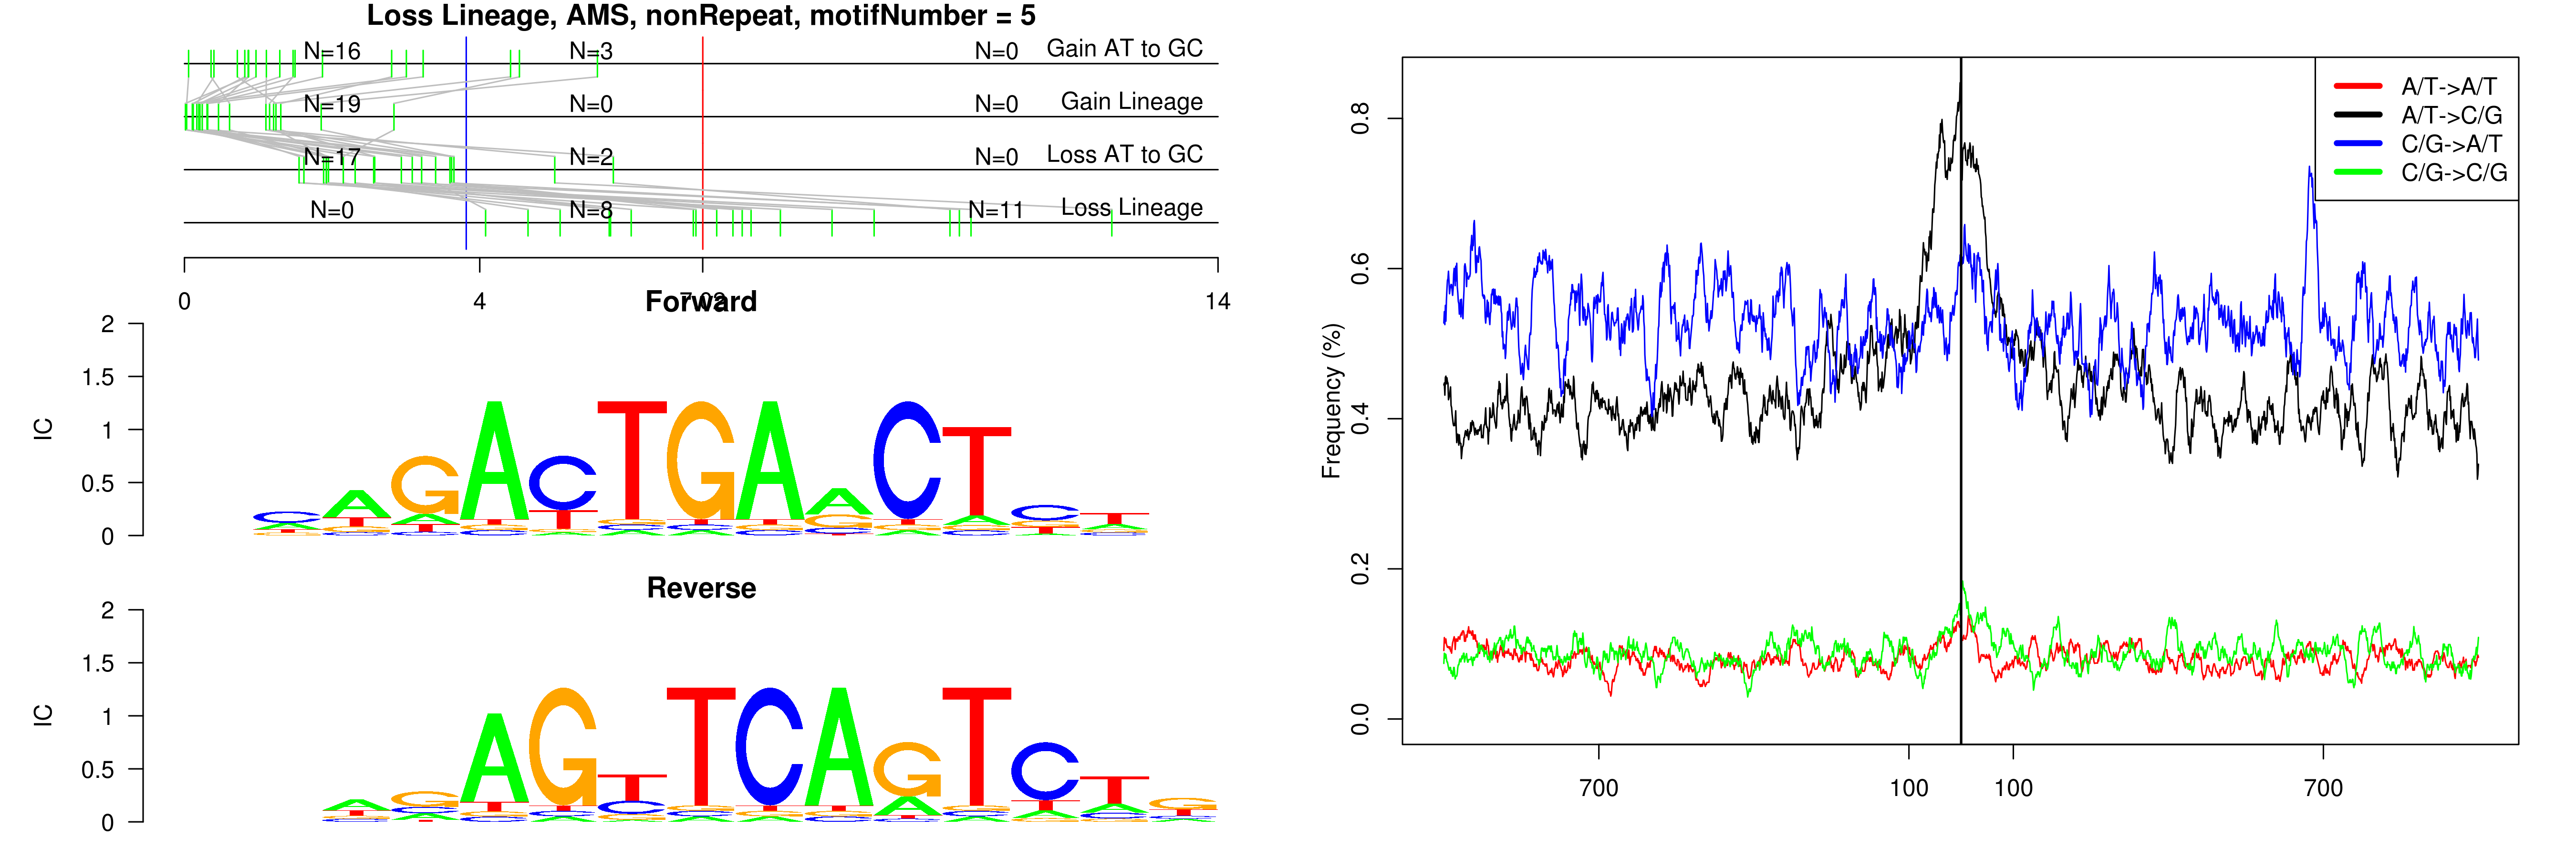 Loss Lineage, AMS, nonRepeat, motifNumber = 5
N=16 N=3 N=0 Gain AT to GC
N=19 N=0 N=0 Gain Lineage
N=17 N=2 N=0 Loss AT to GC
N=0 N=8 N=11 Loss Lineage
0 4 14
Forward
2
1.5
1
0.5
0
IC
Reverse
2
1.5
1
0.5
0
IC
A/T->A/T
A/T->C/G
C/G->A/T
C/G->C/G
Frequency (%)
0.8
0.6
0.4
0.2
0.0
700 100 100 700